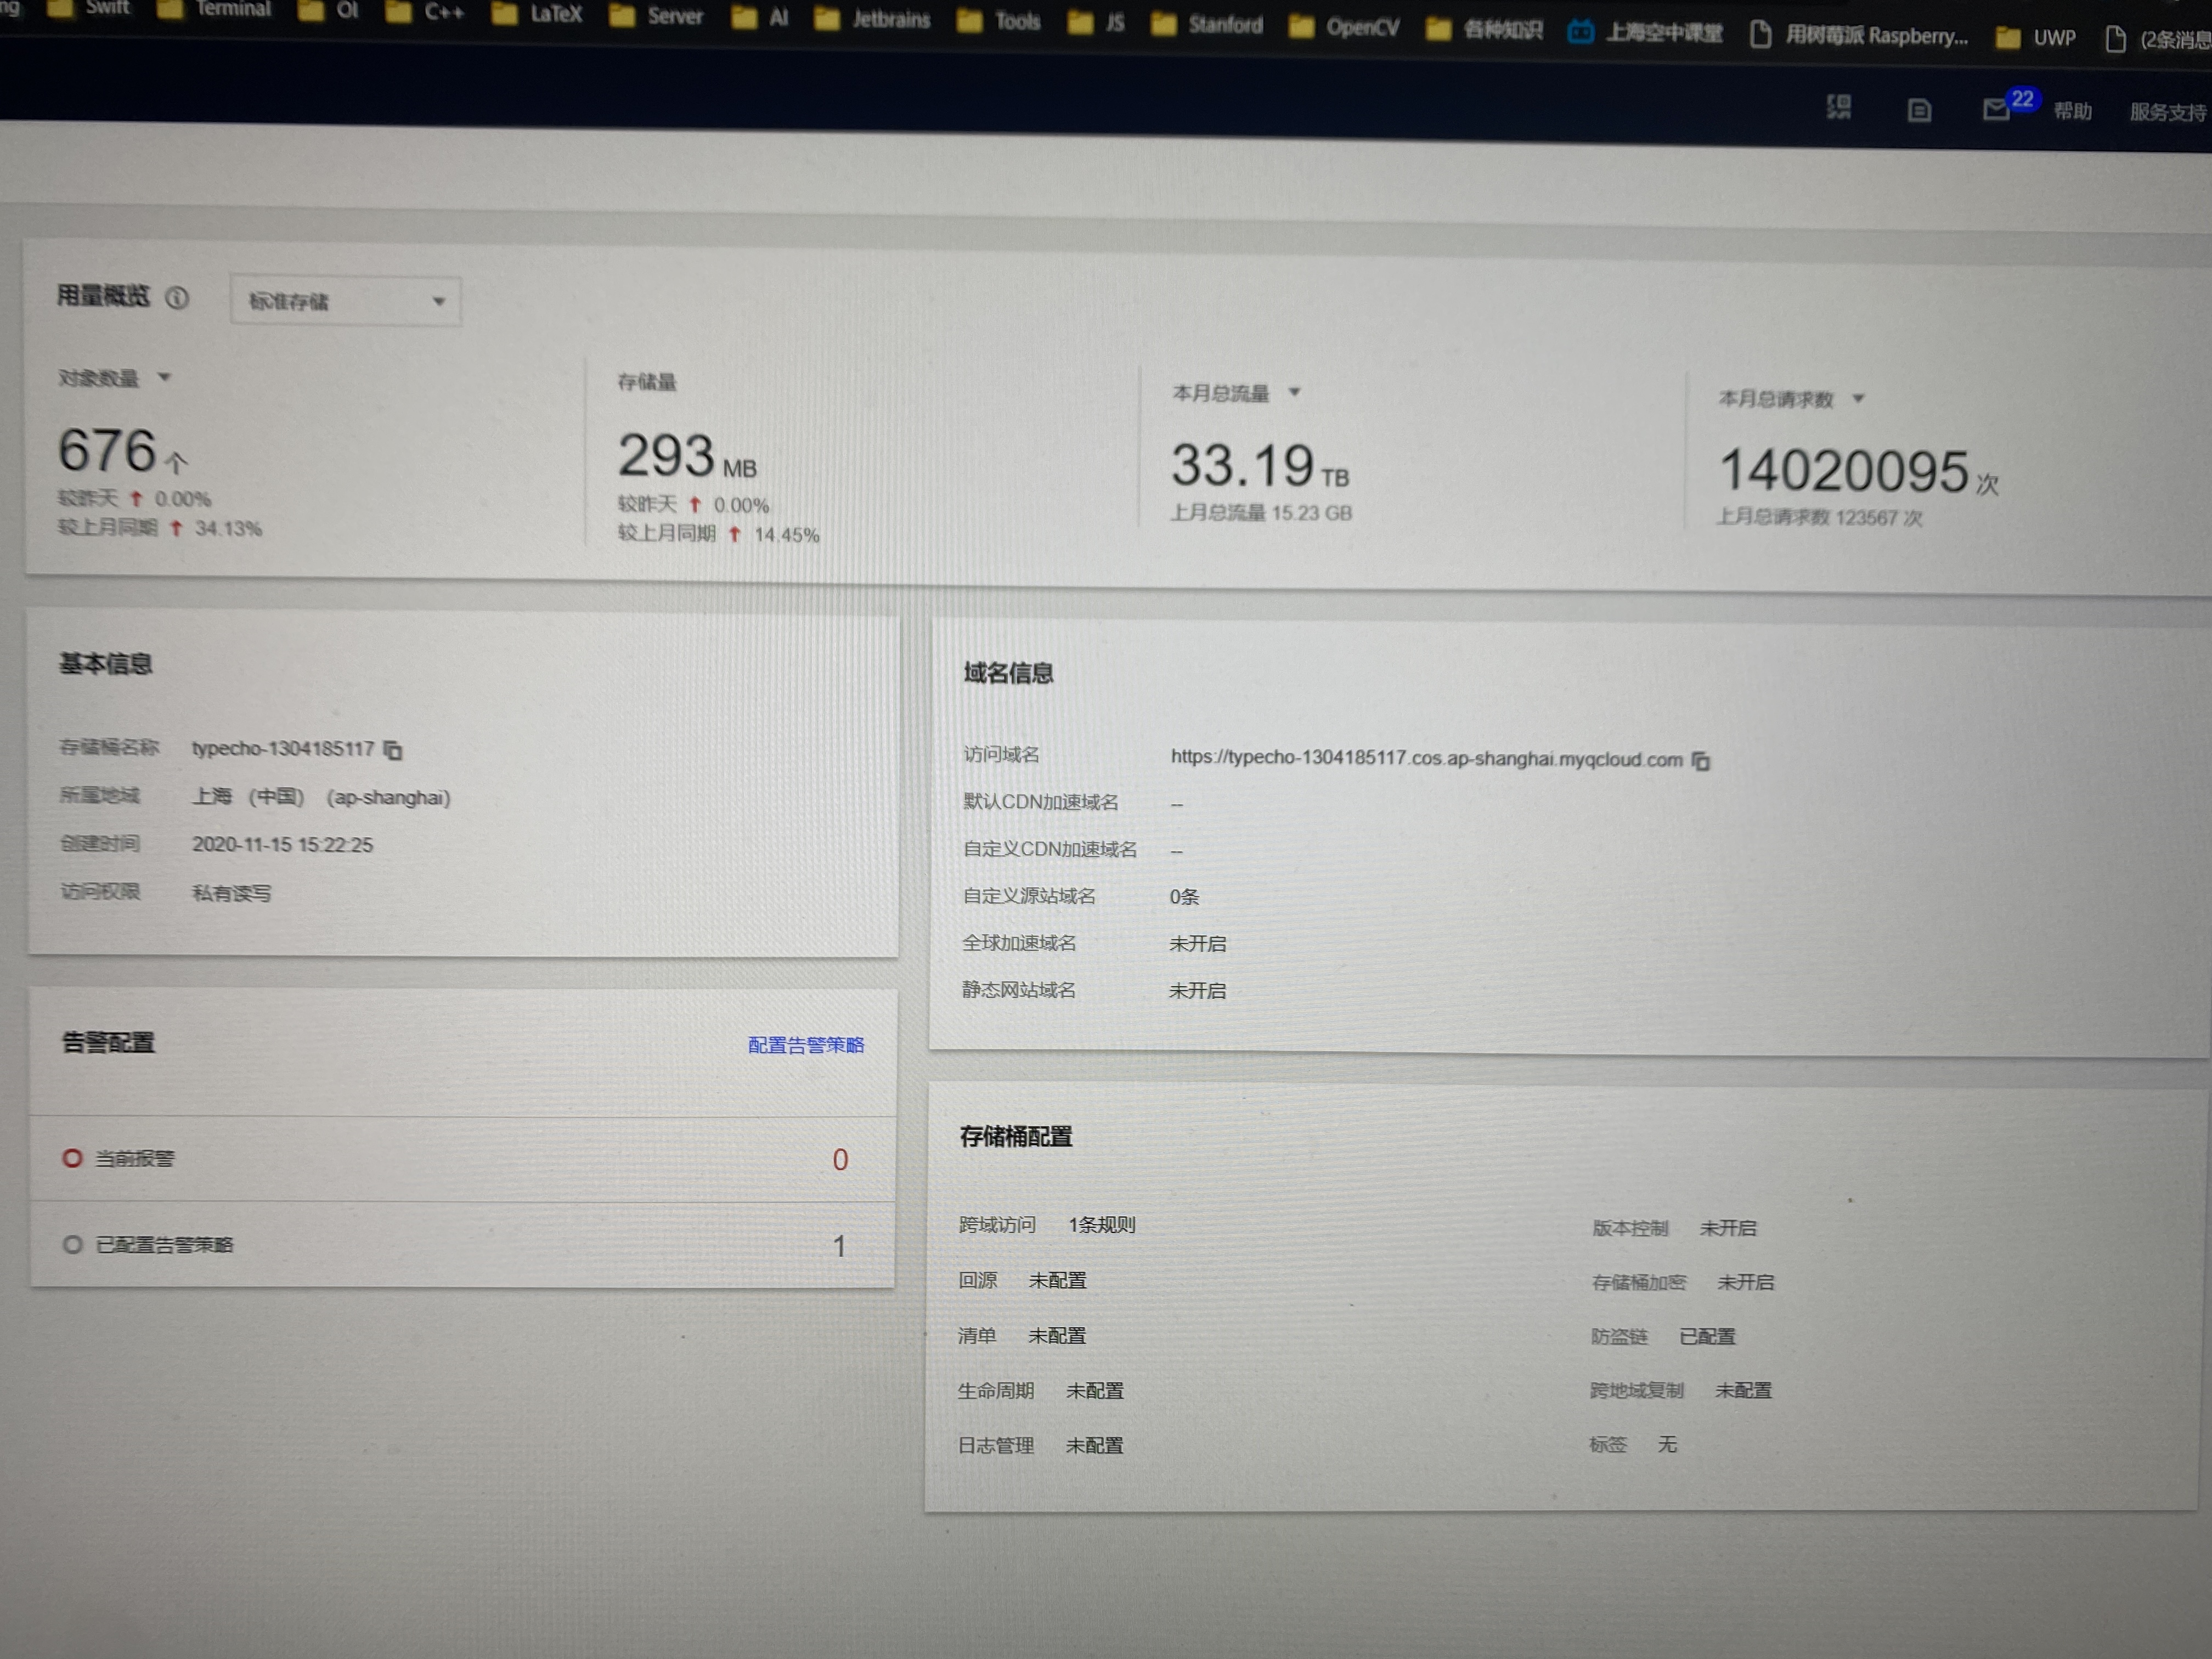 ng Swift Terminal OI C++ LaTeX Server AI Jetbrains Tools JS Stanford OpenCV 各种知识 上海空中课堂 用树莓派 Raspberry... UWP (2条消息
22 帮助 服务支持
用量概览 标准存储
对象数量
676 个
较昨天 ↑ 0.00%
较上月同期 ↑ 34.13%
存储量
293 MB
较昨天 ↑ 0.00%
较上月同期 ↑ 14.45%
本月总流量
33.19 TB
上月总流量 15.23 GB
本月总请求数
14020095 次
上月总请求数 123567 次
基本信息
存储桶名称 typecho-1304185117
所属地域 上海 （中国） （ap-shanghai）
创建时间 2020-11-15 15:22:25
访问权限 私有读写
告警配置 配置告警策略
当前报警 0
已配置告警策略 1
域名信息
访问域名 https://typecho-1304185117.cos.ap-shanghai.myqcloud.com
默认CDN加速域名 --
自定义CDN加速域名 --
自定义源站域名 0条
全球加速域名 未开启
静态网站域名 未开启
存储桶配置
跨域访问 1条规则 版本控制 未开启
回源 未配置 存储桶加密 未开启
清单 未配置 防盗链 已配置
生命周期 未配置 跨地域复制 未配置
日志管理 未配置 标签 无